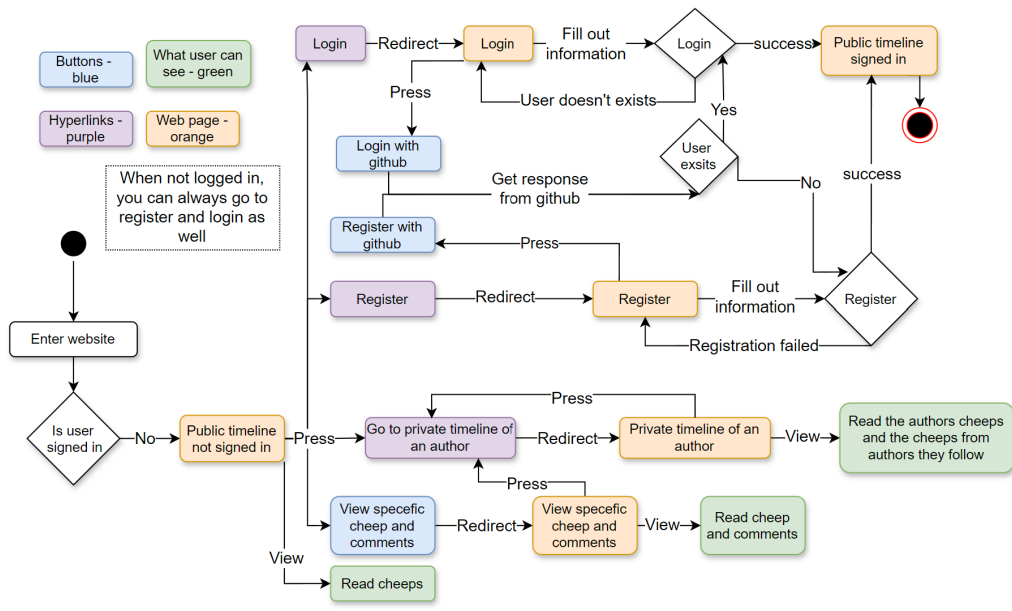 Buttons -
blue
What user can
see - green
Hyperlinks -
purple
Web page -
orange
When not logged in,
you can always go to
register and login as
well
Enter website
Is user
signed in
No
Public timeline
not signed in
Press
View
Login
Redirect
Login
Fill out
information
Login
success
Public timeline
signed in
User doesn't exists
Press
Yes
Login with
github
User
exsits
Get response
from github
No
success
Register with
github
Press
Register
Redirect
Register
Fill out
information
Register
Registration failed
Press
Go to private timeline of
an author
Redirect
Private timeline of an
author
View
Read the authors cheeps
and the cheeps from
authors they follow
Press
View specefic
cheep and
comments
Redirect
View specefic
cheep and
comments
View
Read cheep
and comments
Read cheeps